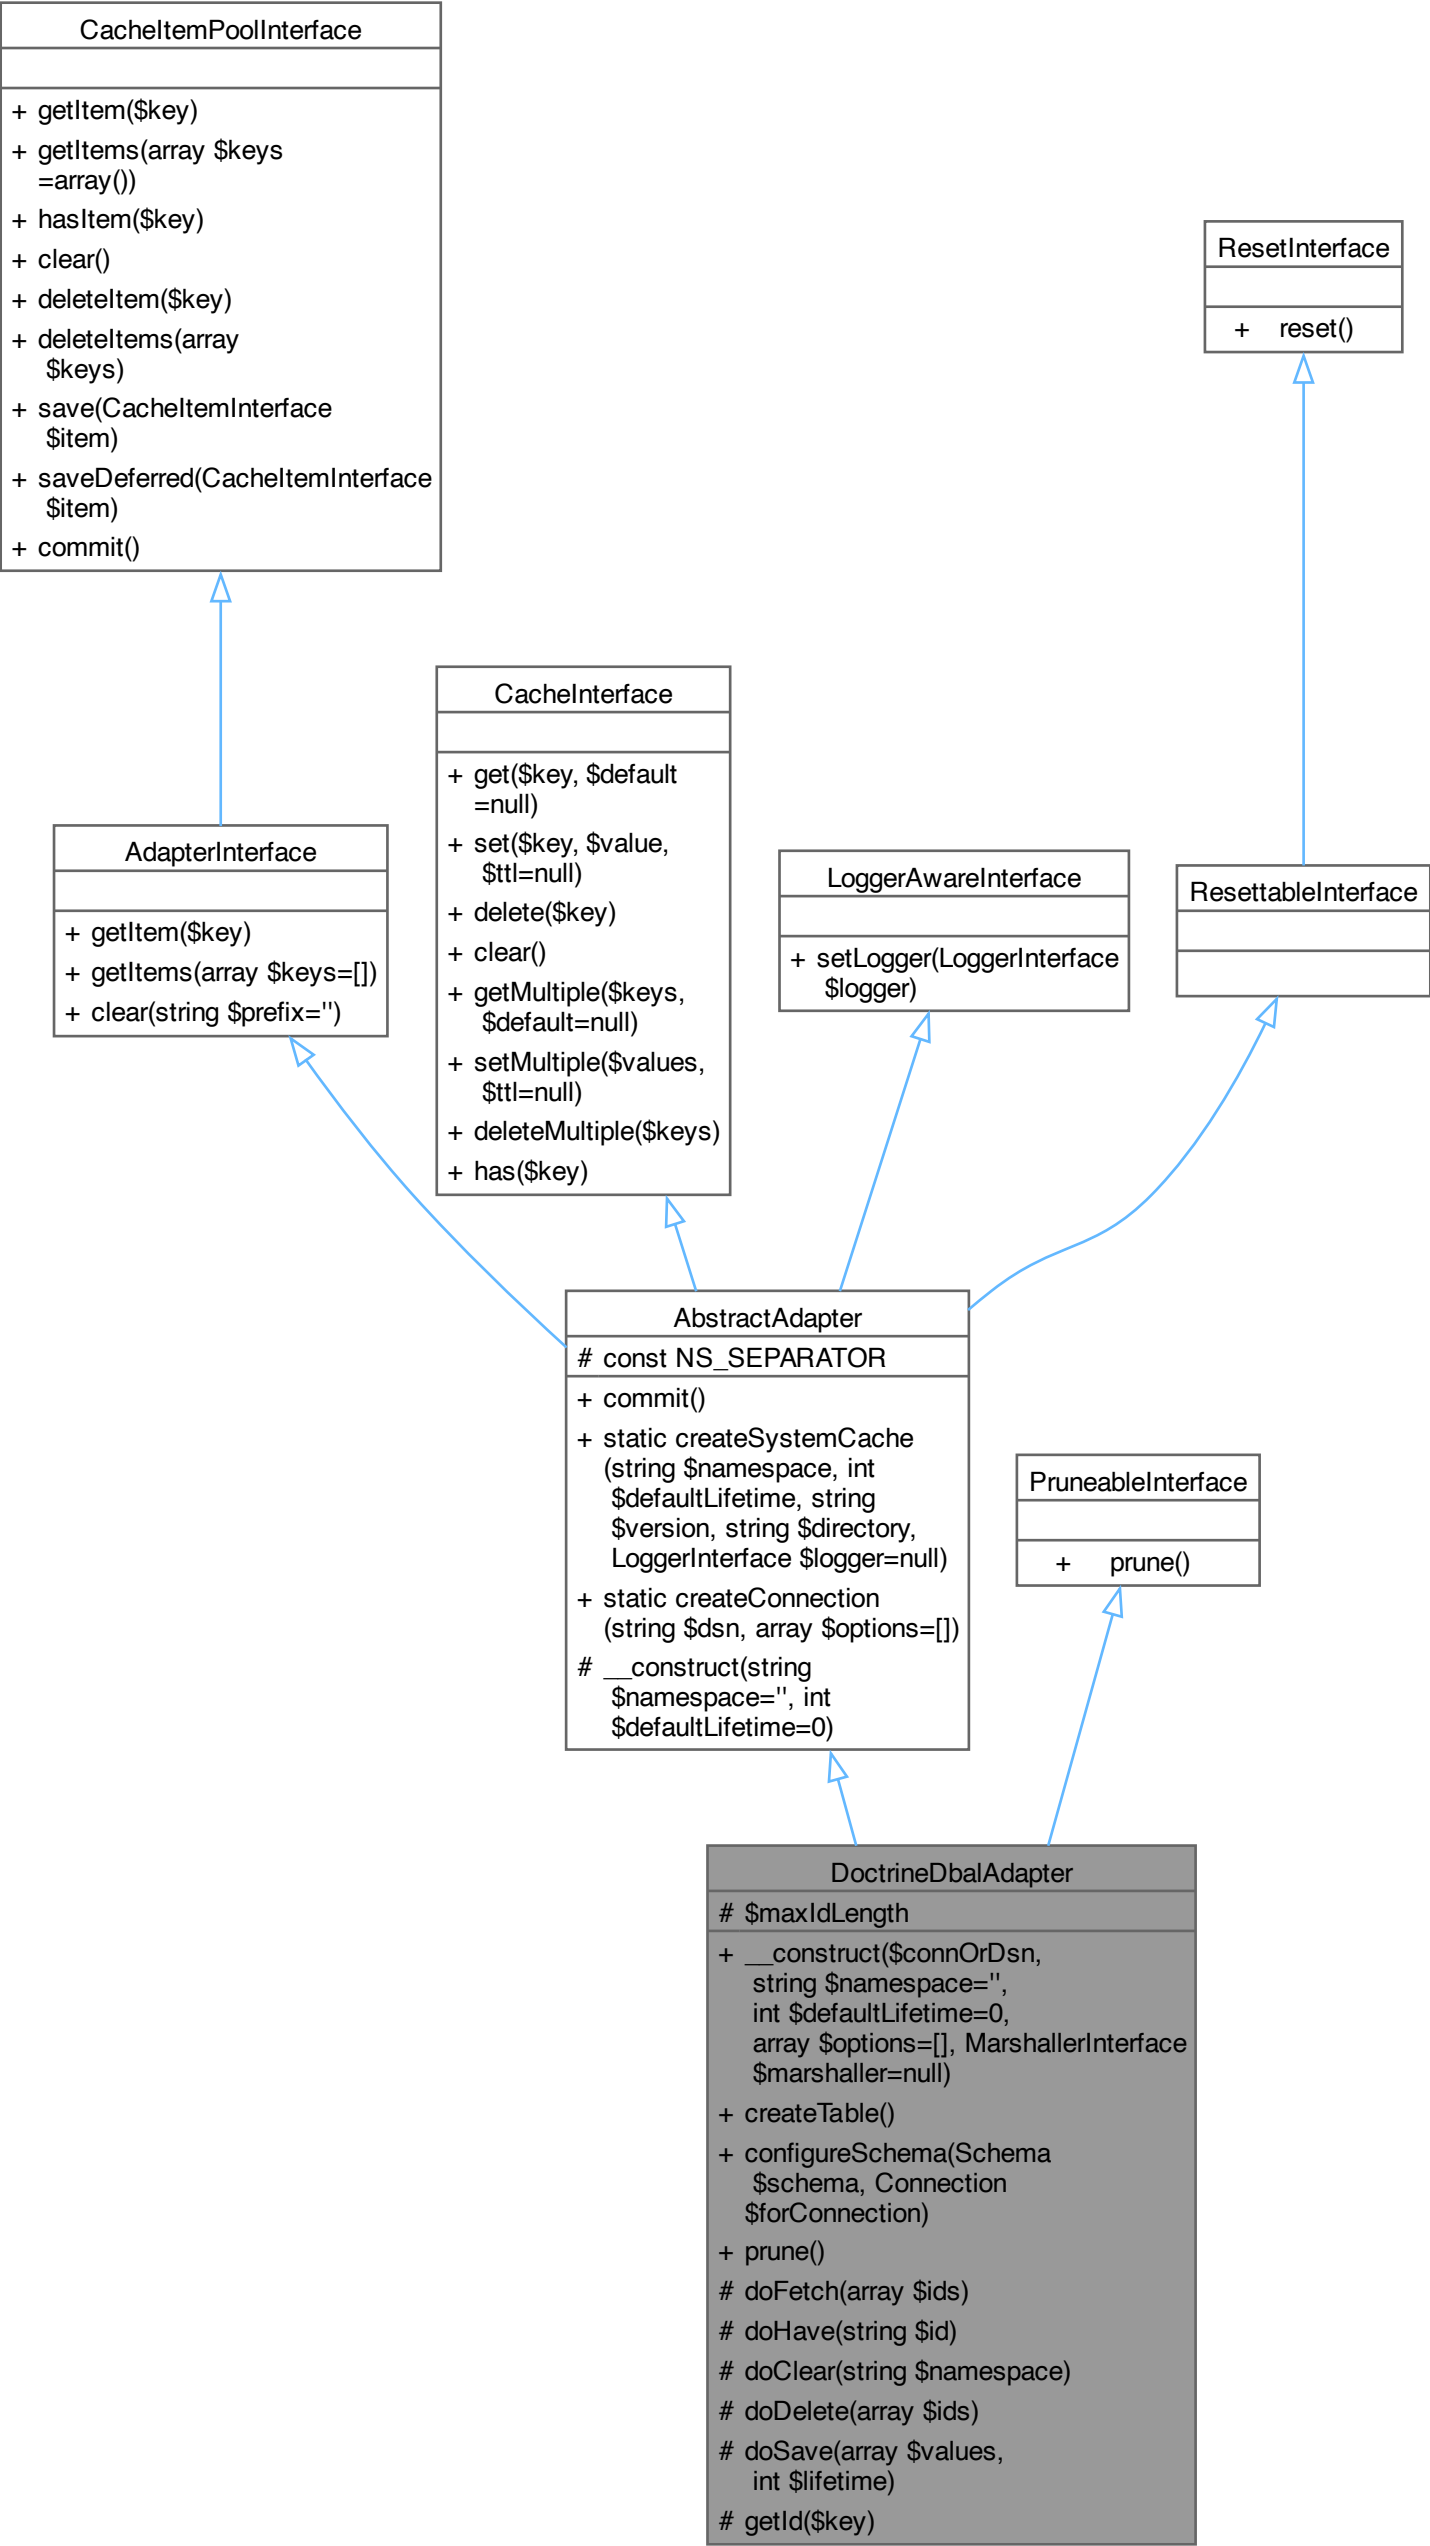 CacheItemPoolInterface
+ getItem($key)
+ getItems(array $keys
=array())
+ hasItem($key)
+ clear()
+ deleteItem($key)
+ deleteItems(array
$keys)
+ save(CacheItemInterface
$item)
+ saveDeferred(CacheItemInterface
$item)
+ commit()
ResetInterface
+ reset()
CacheInterface
+ get($key, $default
=null)
+ set($key, $value,
$ttl=null)
+ delete($key)
+ clear()
+ getMultiple($keys,
$default=null)
+ setMultiple($values,
$ttl=null)
+ deleteMultiple($keys)
+ has($key)
AdapterInterface
+ getItem($key)
+ getItems(array $keys=[])
+ clear(string $prefix='')
LoggerAwareInterface
+ setLogger(LoggerInterface
$logger)
ResettableInterface
AbstractAdapter
# const NS_SEPARATOR
+ commit()
+ static createSystemCache
(string $namespace, int
$defaultLifetime, string
$version, string $directory,
LoggerInterface $logger=null)
+ static createConnection
(string $dsn, array $options=[])
# __construct(string
$namespace='', int
$defaultLifetime=0)
PruneableInterface
+ prune()
DoctrineDbalAdapter
# $maxIdLength
+ __construct($connOrDsn,
string $namespace='',
int $defaultLifetime=0,
array $options=[], MarshallerInterface
$marshaller=null)
+ createTable()
+ configureSchema(Schema
$schema, Connection
$forConnection)
+ prune()
# doFetch(array $ids)
# doHave(string $id)
# doClear(string $namespace)
# doDelete(array $ids)
# doSave(array $values,
int $lifetime)
# getId($key)